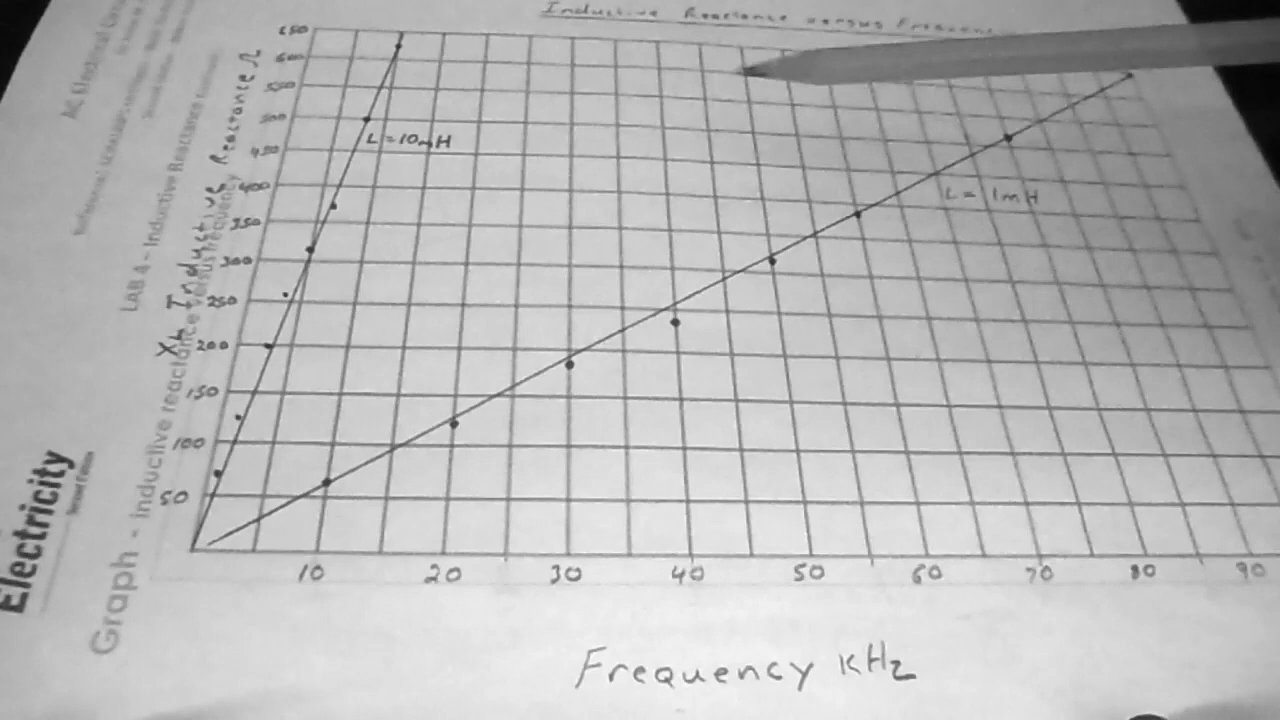 Inductive Reactance versus Frequency
AC Electrical
LAB 4 - Inductive Reactance
Graph - Inductive reactance versus frequency
Electricity
Second Edition
XL Inductive Reactance Ω
650
600
550
500
450
400
350
300
250
200
150
100
50
L = 10mH
L = 1mH
10 20 30 40 50 60 70 80 90
Frequency KHz